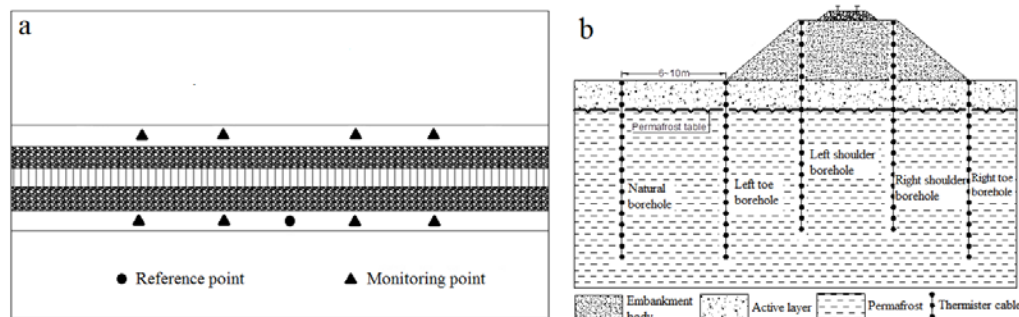 a
Reference point
Monitoring point
b
6~10m
Permafrost table
Natural
borehole
Left toe
borehole
Left shoulder
borehole
Right shoulder
borehole
Right toe
borehole
Embankment
body
Active layer
Permafrost
Thermister cable